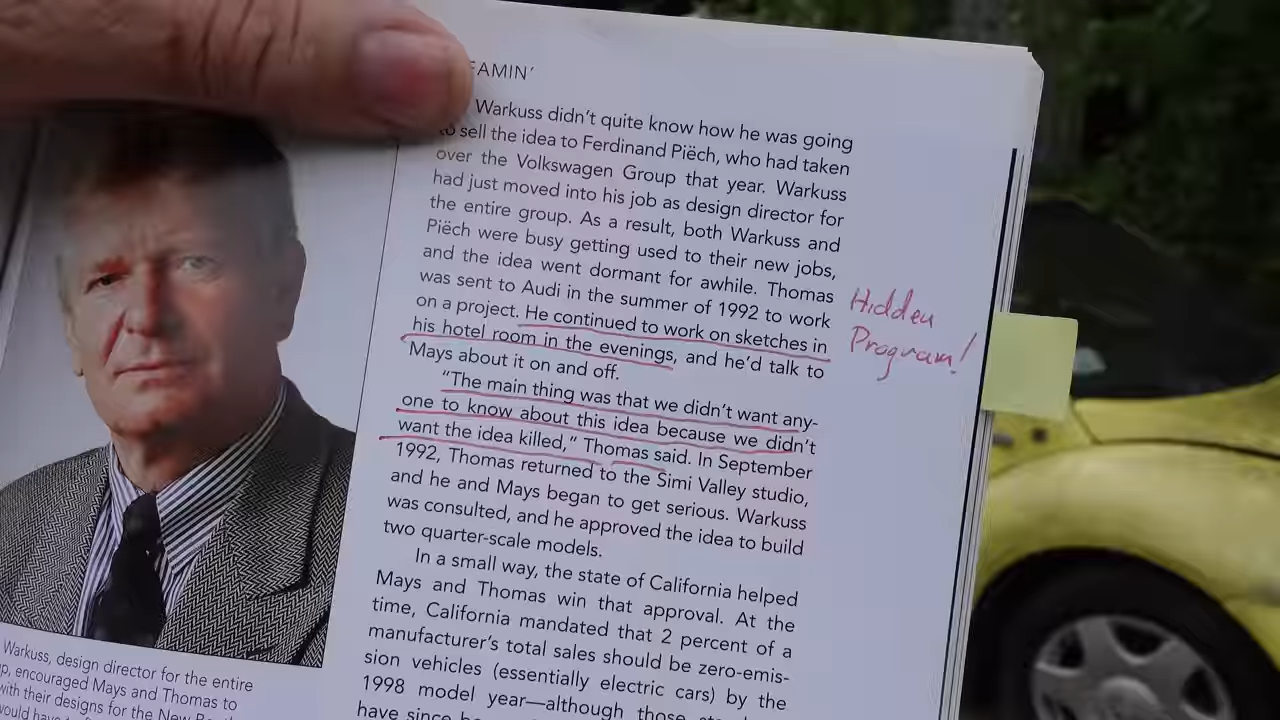 EAMIN’
Warkuss didn’t quite know how he was going
to sell the idea to Ferdinand Piëch, who had taken
over the Volkswagen Group that year. Warkuss
had just moved into his job as design director for
the entire group. As a result, both Warkuss and
Piëch were busy getting used to their new jobs,
and the idea went dormant for awhile. Thomas
was sent to Audi in the summer of 1992 to work
on a project. He continued to work on sketches in
his hotel room in the evenings, and he’d talk to
Mays about it on and off.
“The main thing was that we didn’t want any-
one to know about this idea because we didn’t
want the idea killed,” Thomas said. In September
1992, Thomas returned to the Simi Valley studio,
and he and Mays began to get serious. Warkuss
was consulted, and he approved the idea to build
two quarter-scale models.
In a small way, the state of California helped
Mays and Thomas win that approval. At the
time, California mandated that 2 percent of a
manufacturer’s total sales should be zero-emis-
sion vehicles (essentially electric cars) by the
1998 model year—although those
have since
Hidden
Program!
Warkuss, design director for the entire
encouraged Mays and Thomas to
with their designs for the New
would have